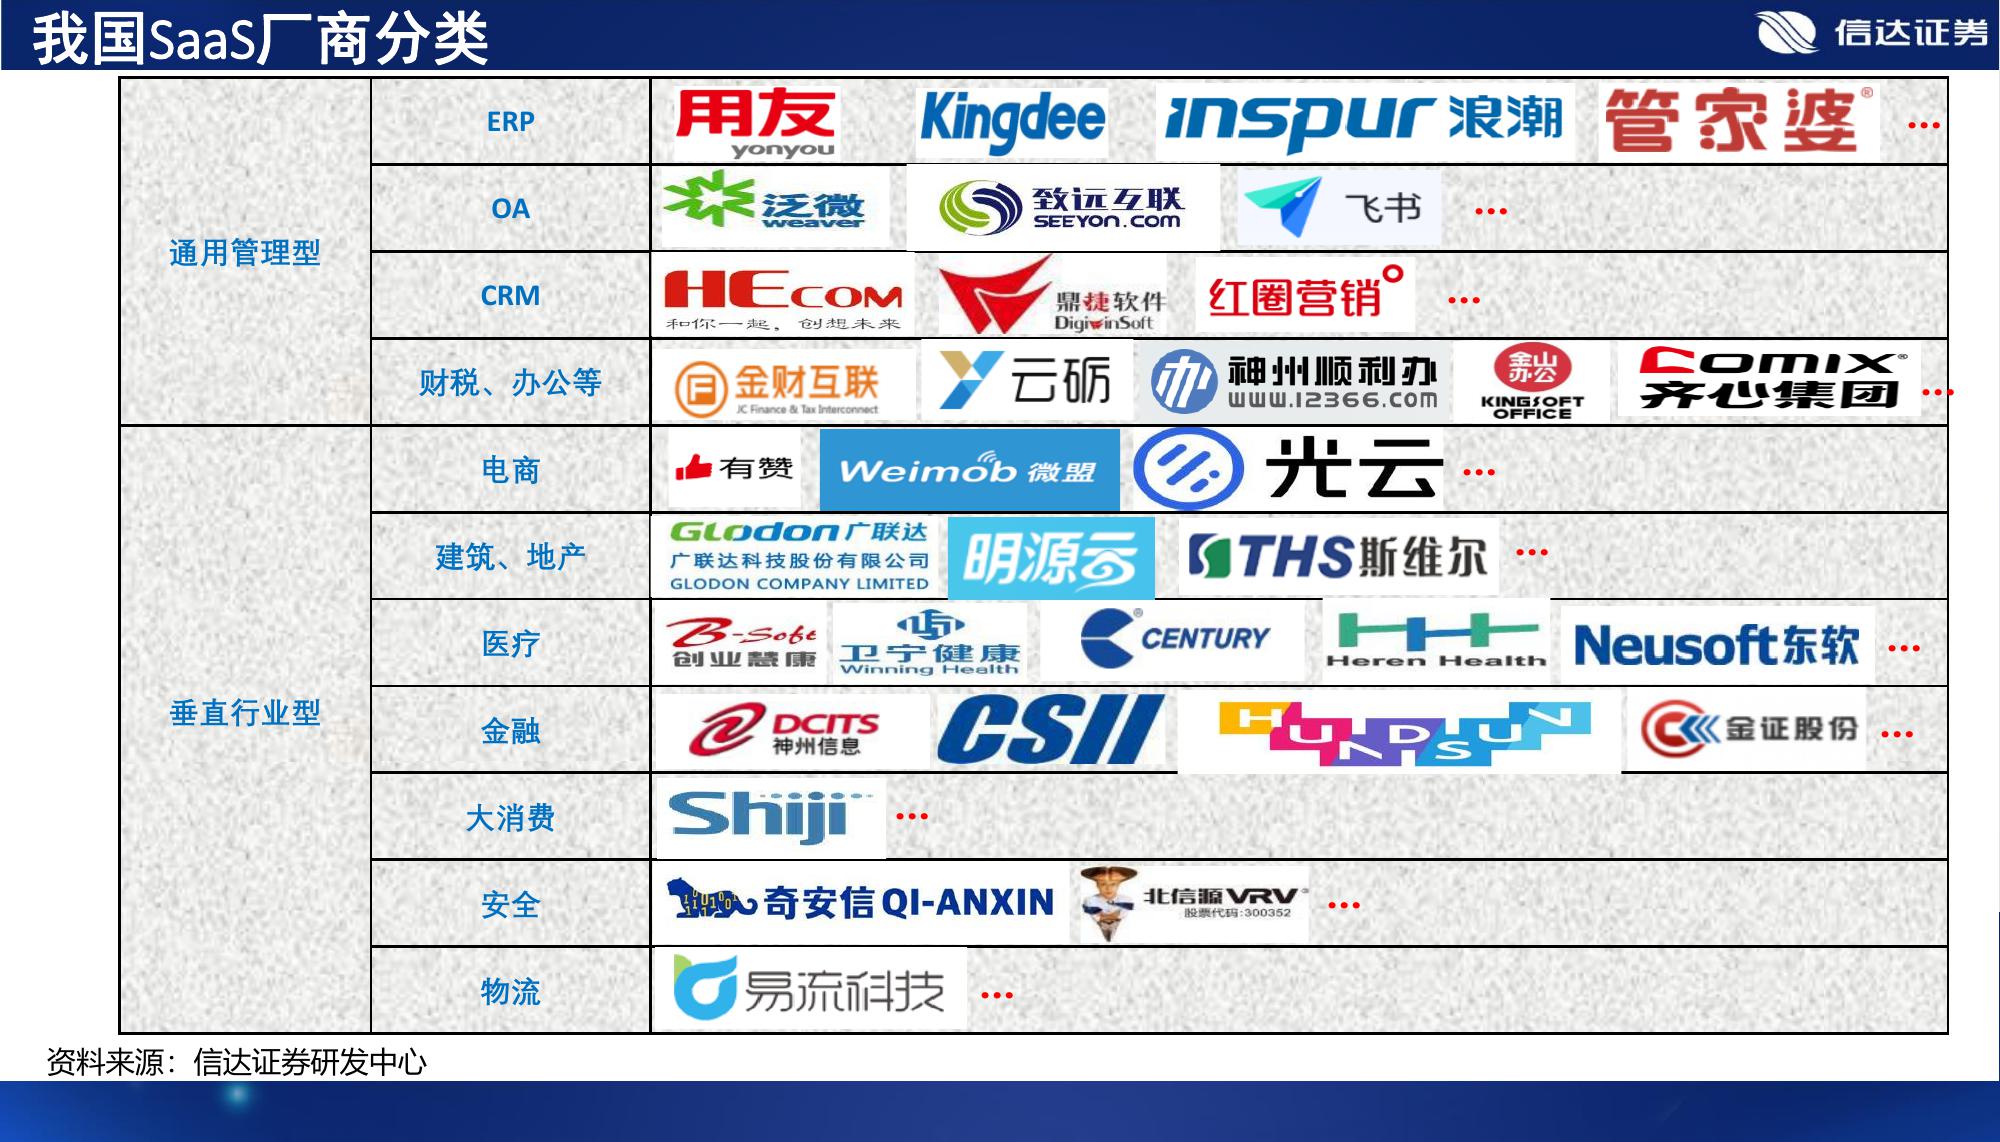 我国SaaS厂商分类
信达证券
通用管理型
ERP
用友
yonyou
Kingdee
inspur 浪潮
管家婆®
...
OA
泛微
weaver
致远互联
SEEYON.COM
飞书
...
CRM
HECOM
和你一起，创想未来
鼎捷软件
DigiwinSoft
红圈营销
...
财税、办公等
金财互联
JC Finance & Tax Interconnect
云砺
办
神州顺利办
www.12366.com
金山
办公
KINGSOFT
OFFICE
COMIX®
齐心集团
...
垂直行业型
电商
有赞
Weimob 微盟
光云
...
建筑、地产
GLodon广联达
广联达科技股份有限公司
GLODON COMPANY LIMITED
明源云
THS斯维尔
...
医疗
B-Soft
创业慧康
卫宁健康
Winning Health
® CENTURY
Heren Health
Neusoft东软
...
金融
DCITS
神州信息
CSII
HUNDSUN
金证股份
...
大消费
Shiji
...
安全
奇安信 QI-ANXIN
北信源VRV®
股票代码:300352
...
物流
易流科技
...
资料来源：信达证券研发中心